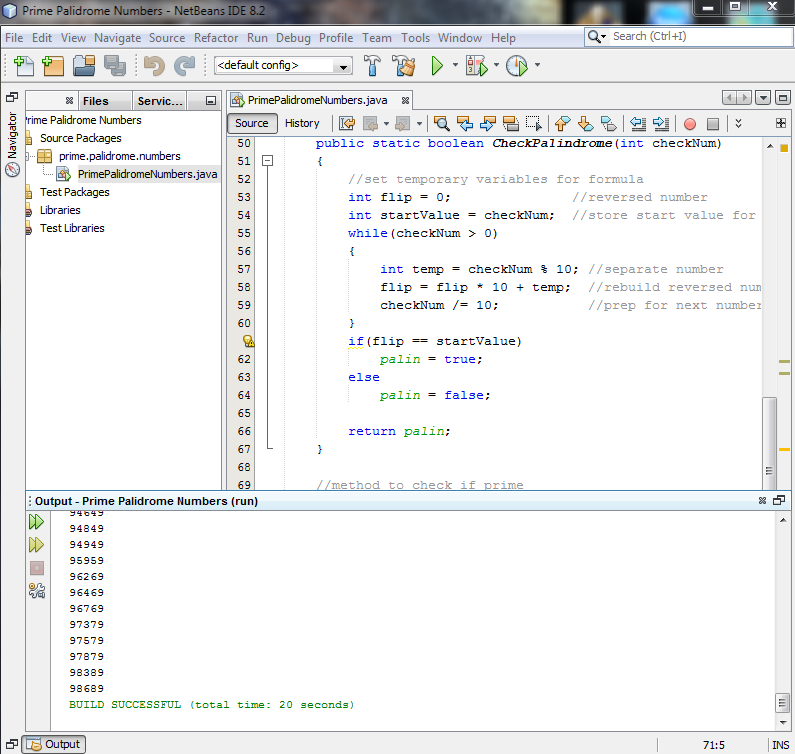 Prime Palidrome Numbers - NetBeans IDE 8.2
File Edit View Navigate Source Refactor Run Debug Profile Team Tools Window Help
Search (Ctrl+I)
<default config>
Files Servic...
PrimePalidromeNumbers.java
Navigator
Prime Palidrome Numbers
Source Packages
prime.palidrome.numbers
PrimePalidromeNumbers.java
Test Packages
Libraries
Test Libraries
Source History
50 public static boolean CheckPalindrome(int checkNum)
51 {
52 //set temporary variables for formula
53 int flip = 0; //reversed number
54 int startValue = checkNum; //store start value for
55 while(checkNum > 0)
56 {
57 int temp = checkNum % 10; //separate number
58 flip = flip * 10 + temp; //rebuild reversed num
59 checkNum /= 10; //prep for next number
60 }
if(flip == startValue)
62 palin = true;
63 else
64 palin = false;
65
66 return palin;
67 }
68
69 //method to check if prime
Output - Prime Palidrome Numbers (run)
94649
94849
94949
95959
96269
96469
96769
97379
97579
97879
98389
98689
BUILD SUCCESSFUL (total time: 20 seconds)
Output
71:5 INS